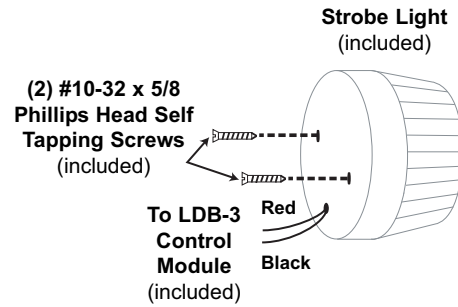 Strobe Light
(included)
(2) #10-32 x 5/8
Phillips Head Self
Tapping Screws
(included)
To LDB-3
Control
Module
(included)
Red
Black